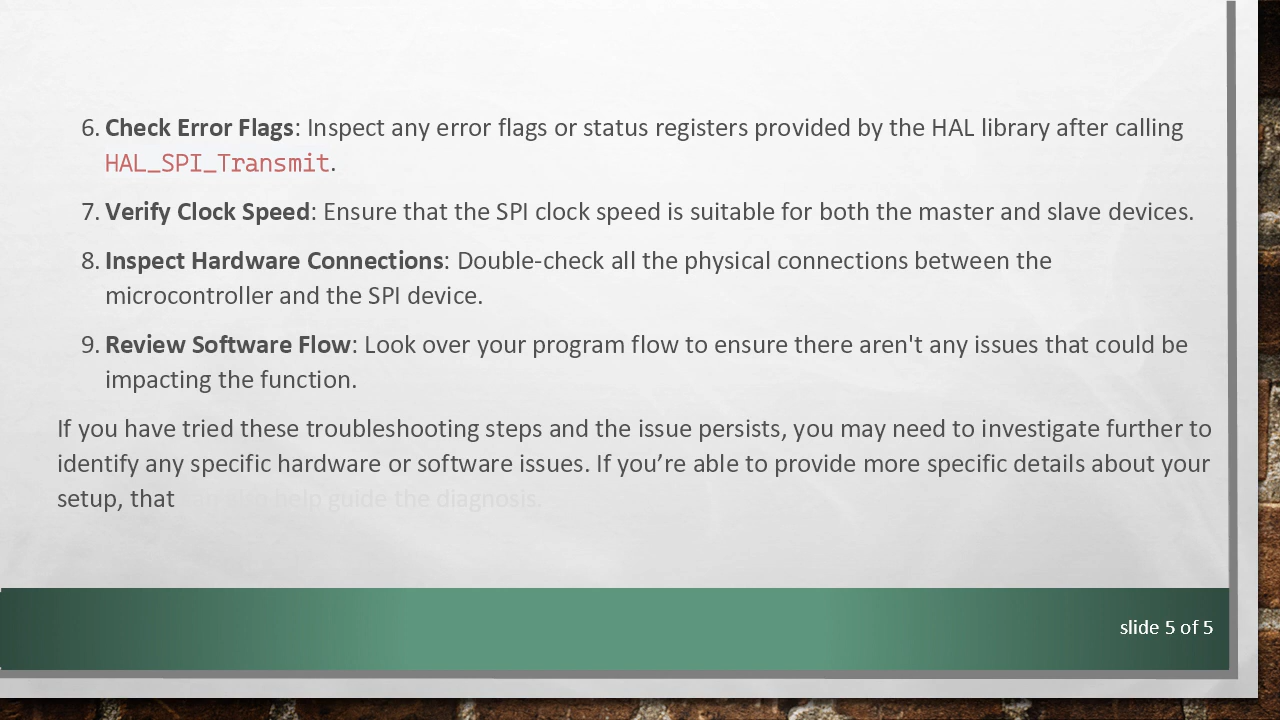 6. Check Error Flags: Inspect any error flags or status registers provided by the HAL library after calling
HAL_SPI_Transmit.
7. Verify Clock Speed: Ensure that the SPI clock speed is suitable for both the master and slave devices.
8. Inspect Hardware Connections: Double-check all the physical connections between the
microcontroller and the SPI device.
9. Review Software Flow: Look over your program flow to ensure there aren't any issues that could be
impacting the function.
If you have tried these troubleshooting steps and the issue persists, you may need to investigate further to
identify any specific hardware or software issues. If you’re able to provide more specific details about your
setup, that also help guide the diagnosis.
slide 5 of 5